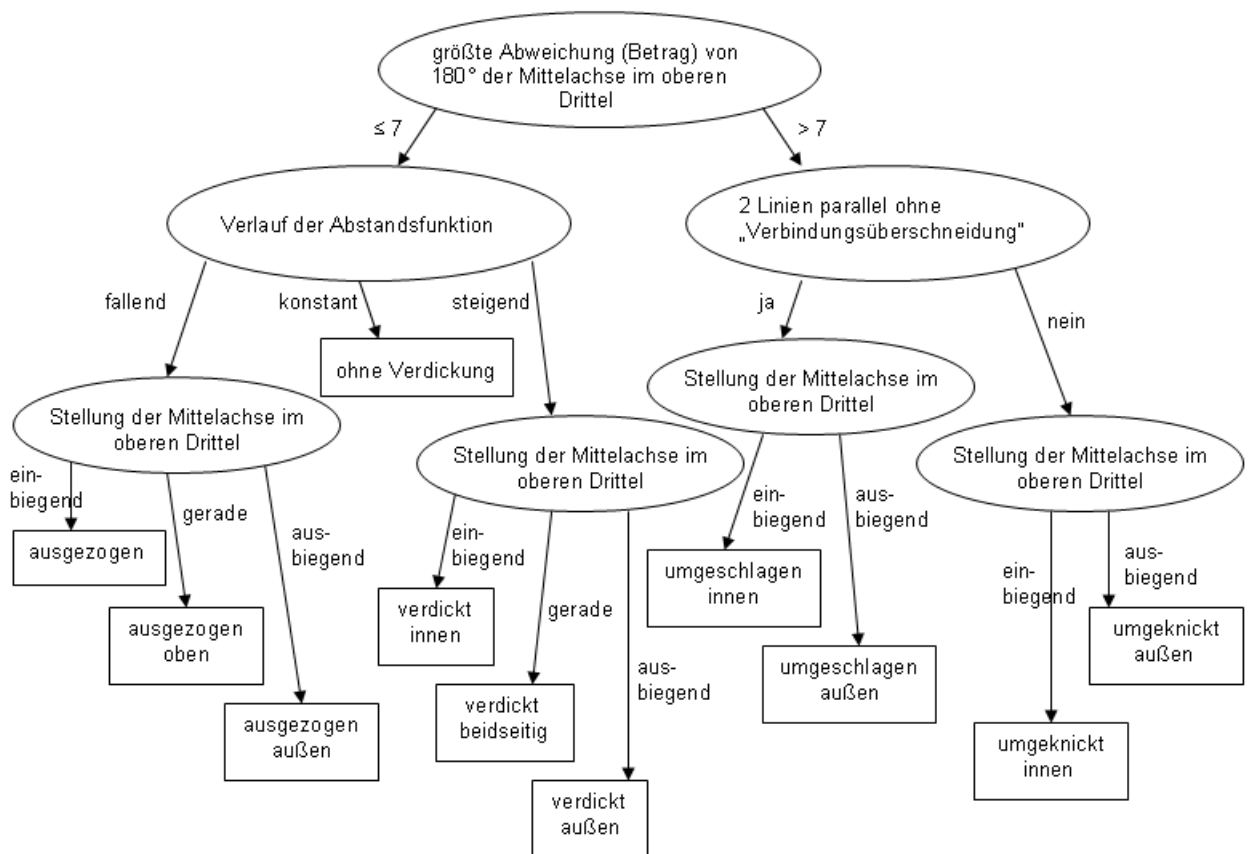 größte Abweichung (Betrag) von
180° der Mittelachse im oberen
Drittel
≤ 7
> 7
Verlauf der Abstandsfunktion
2 Linien parallel ohne
„Verbindungsüberschneidung“
fallend
konstant
steigend
ja
nein
ohne Verdickung
Stellung der Mittelachse im
oberen Drittel
Stellung der Mittelachse im
oberen Drittel
Stellung der Mittelachse im
oberen Drittel
Stellung der Mittelachse im
oberen Drittel
ein-
biegend
gerade
aus-
biegend
ein-
biegend
gerade
aus-
biegend
ein-
biegend
aus-
biegend
ein-
biegend
aus-
biegend
ausgezogen
ausgezogen
oben
ausgezogen
außen
verdickt
innen
verdickt
beidseitig
verdickt
außen
umgeschlagen
innen
umgeschlagen
außen
umgeknickt
innen
umgeknickt
außen